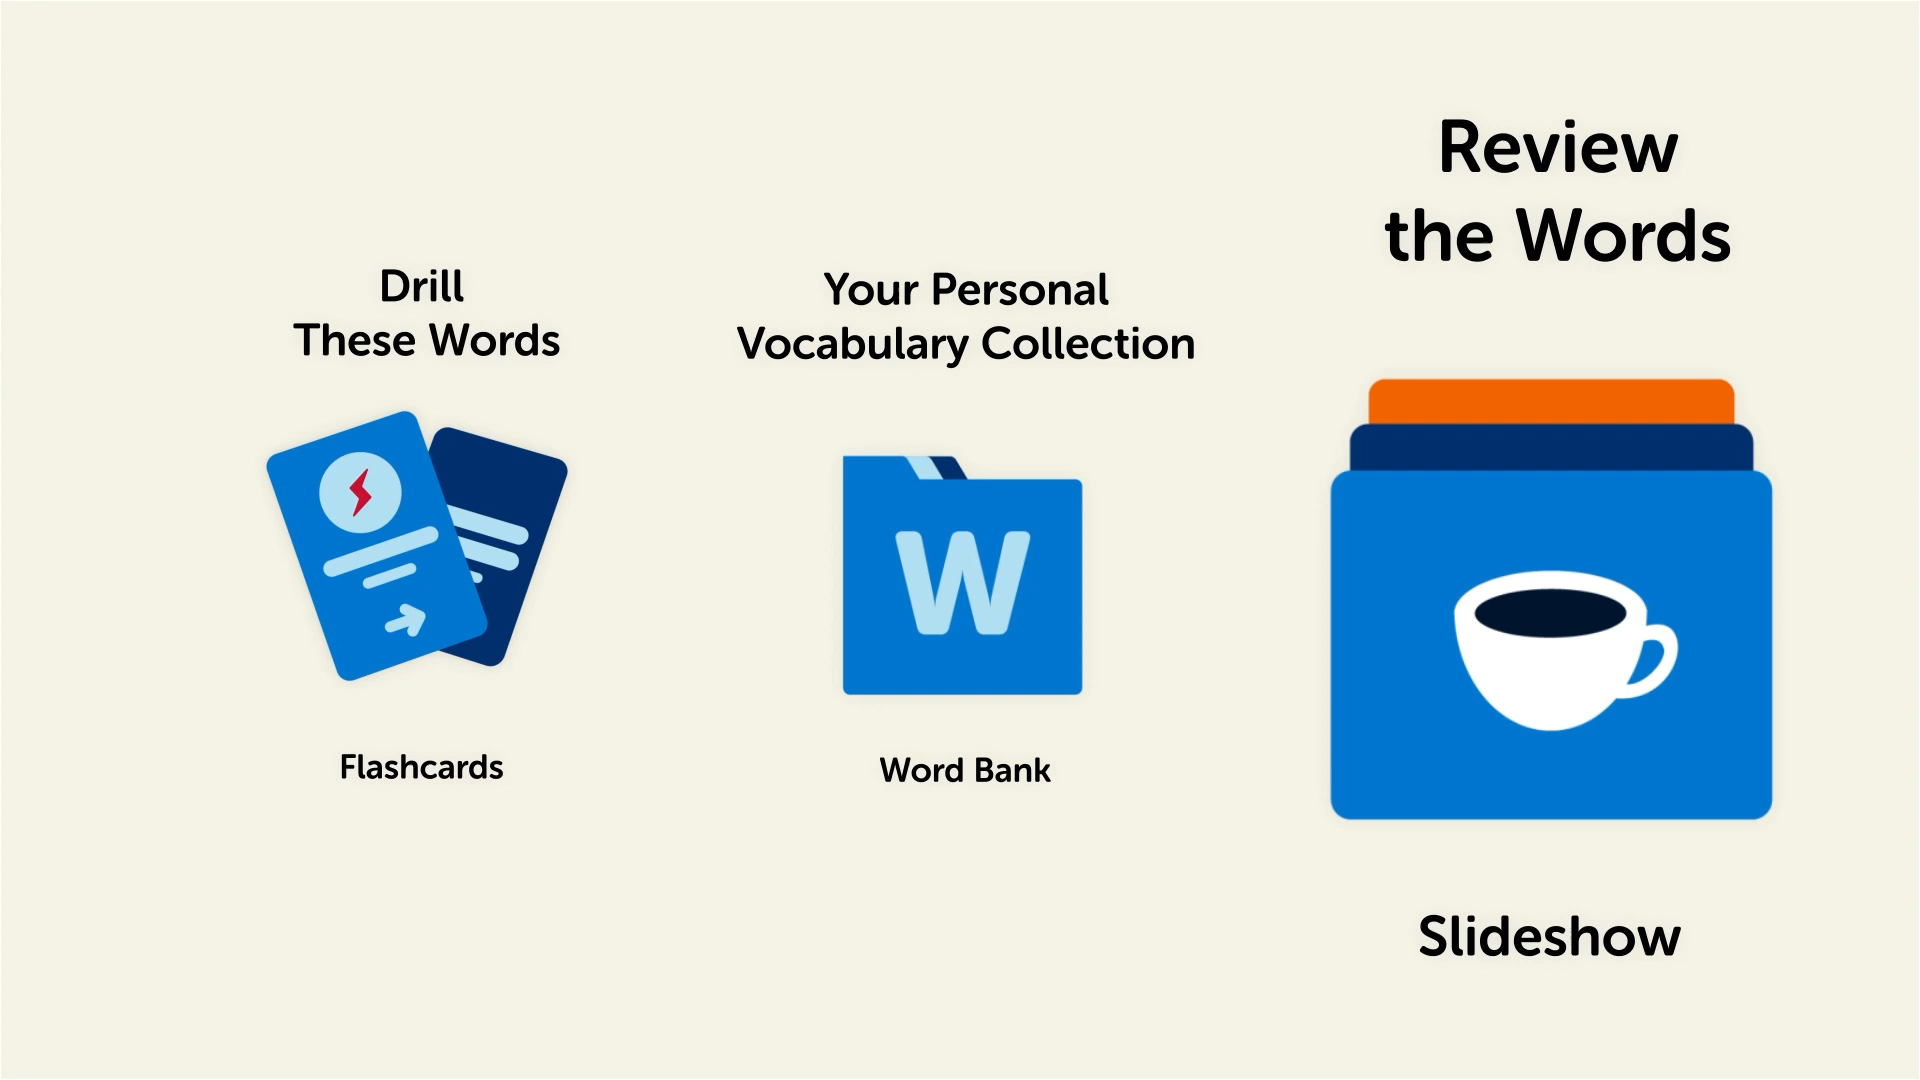 Drill
These Words
Flashcards
Your Personal
Vocabulary Collection
W
Word Bank
Review
the Words
Slideshow